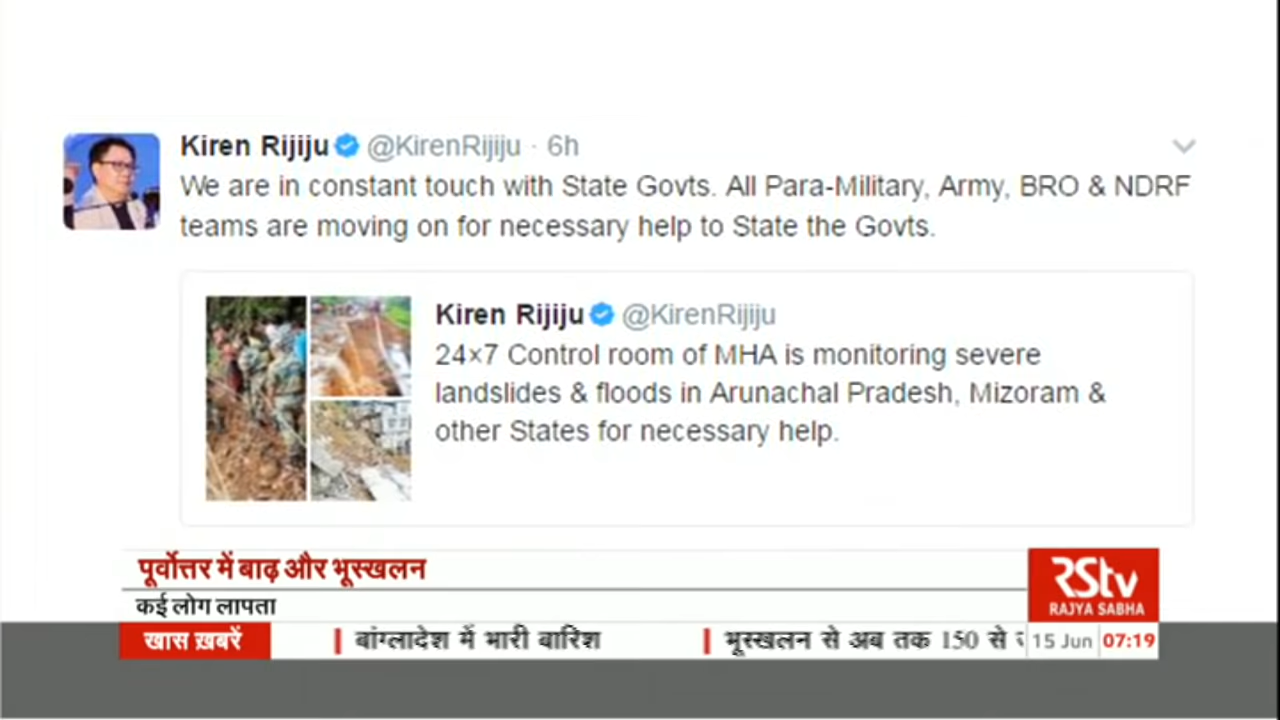 Kiren Rijiju @KirenRijiju · 6h
We are in constant touch with State Govts. All Para-Military, Army, BRO & NDRF
teams are moving on for necessary help to State the Govts.
Kiren Rijiju @KirenRijiju
24×7 Control room of MHA is monitoring severe
landslides & floods in Arunachal Pradesh, Mizoram &
other States for necessary help.
पूर्वोत्तर में बाढ़ और भूस्खलन
कई लोग लापता
RStv
RAJYA SABHA
खास ख़बरें
बांग्लादेश में भारी बारिश
भूस्खलन से अब तक 150 से
15 Jun 07:19